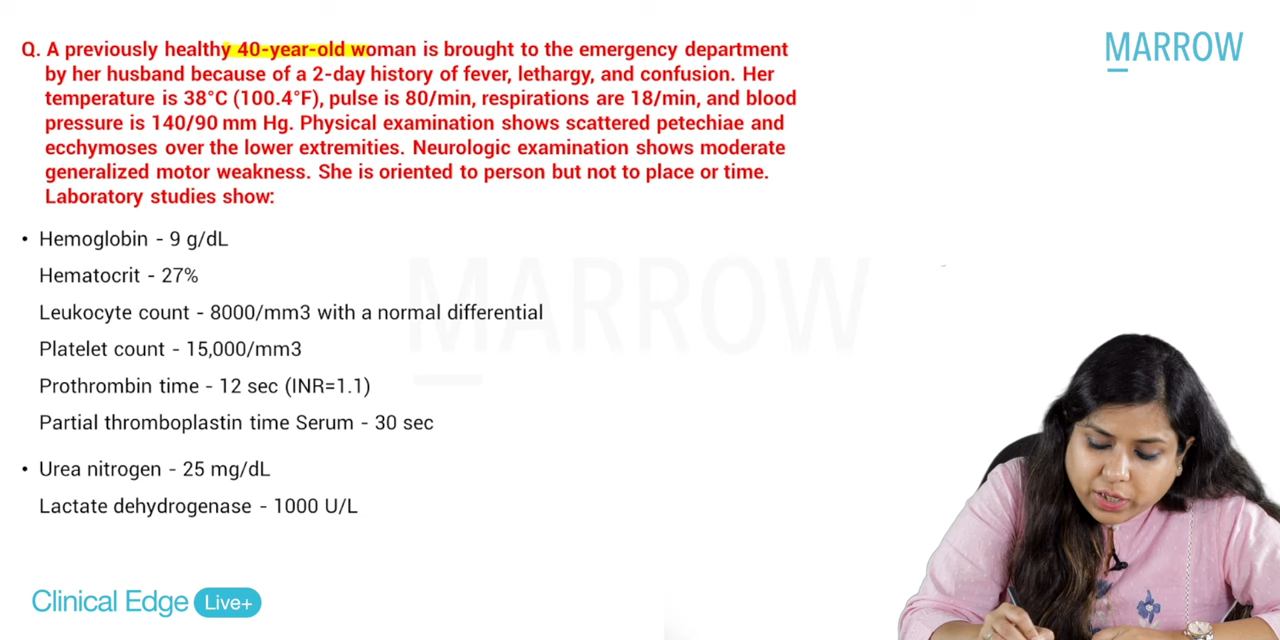 Q. A previously healthy 40-year-old woman is brought to the emergency department
by her husband because of a 2-day history of fever, lethargy, and confusion. Her
temperature is 38°C (100.4°F), pulse is 80/min, respirations are 18/min, and blood
pressure is 140/90 mm Hg. Physical examination shows scattered petechiae and
ecchymoses over the lower extremities. Neurologic examination shows moderate
generalized motor weakness. She is oriented to person but not to place or time.
Laboratory studies show:
• Hemoglobin - 9 g/dL
Hematocrit - 27%
Leukocyte count - 8000/mm3 with a normal differential
Platelet count - 15,000/mm3
Prothrombin time - 12 sec (INR=1.1)
Partial thromboplastin time Serum - 30 sec
• Urea nitrogen - 25 mg/dL
Lactate dehydrogenase - 1000 U/L
MARROW
MARROW
Clinical Edge Live+